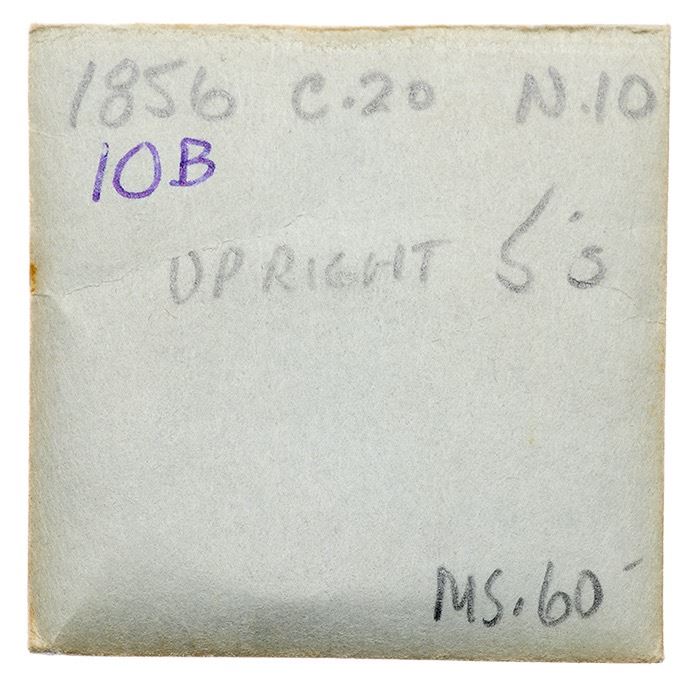 1856 C.20 N.10
10B
UPRIGHT 5's
MS.60-